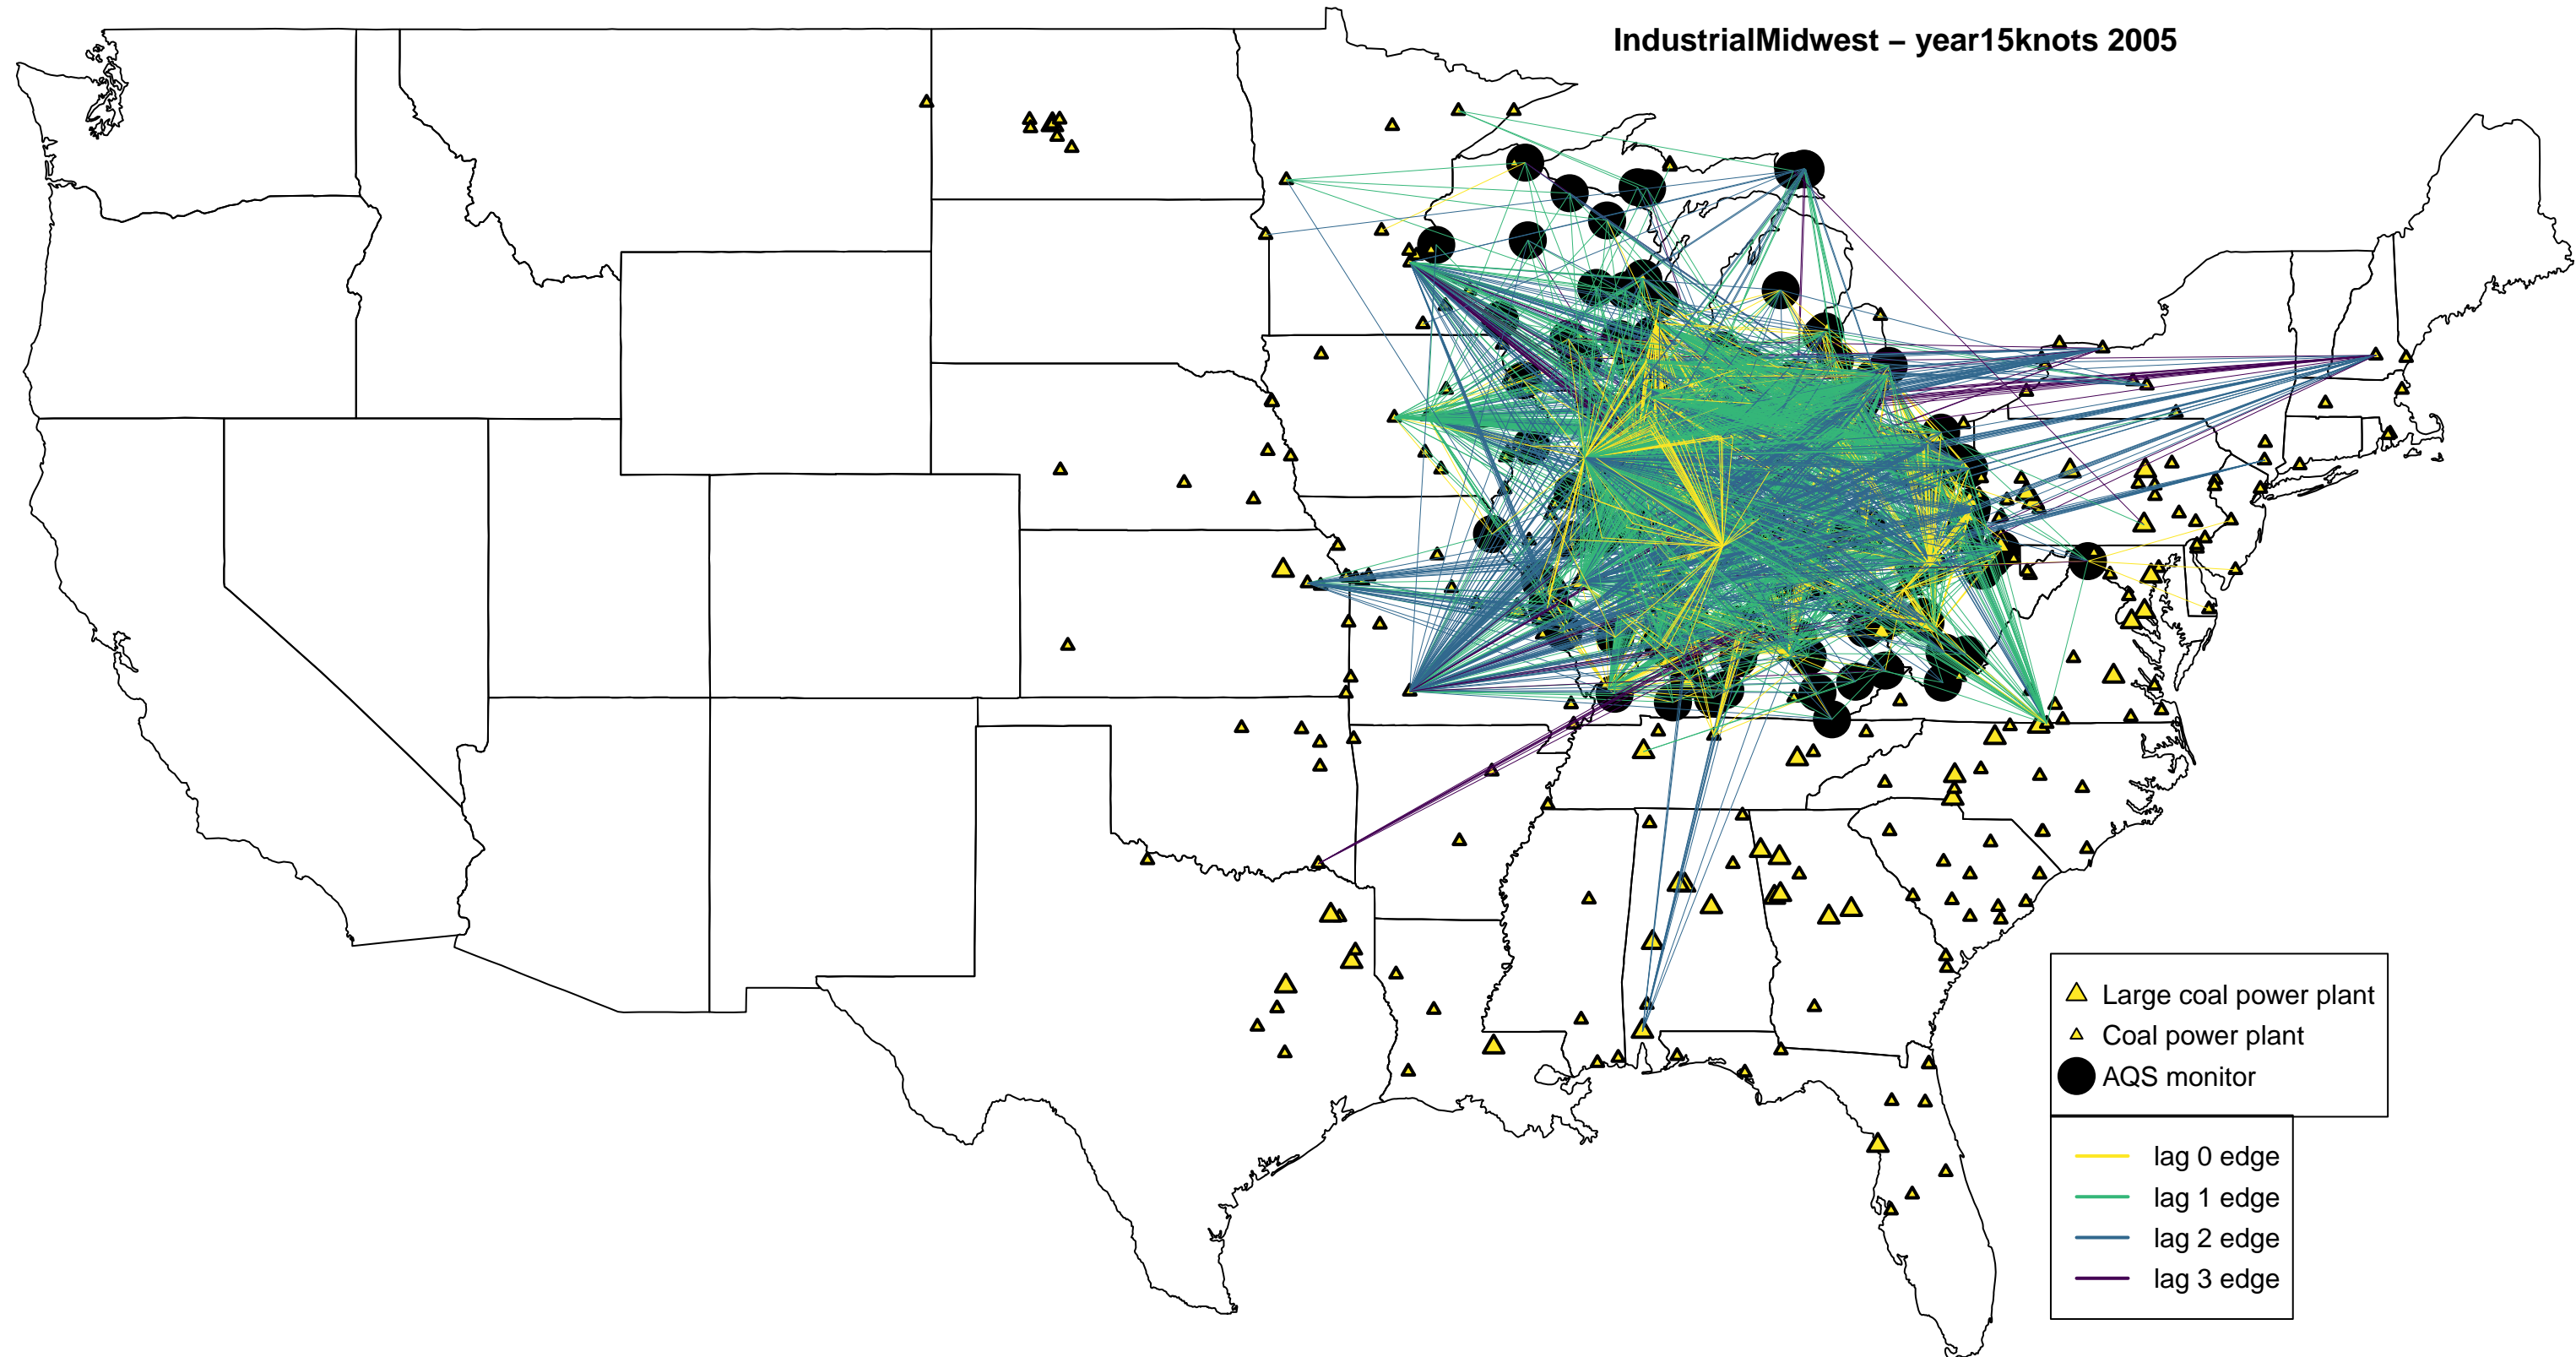 IndustrialMidwest – year15knots 2005
Large coal power plant
Coal power plant
AQS monitor
lag 0 edge
lag 1 edge
lag 2 edge
lag 3 edge